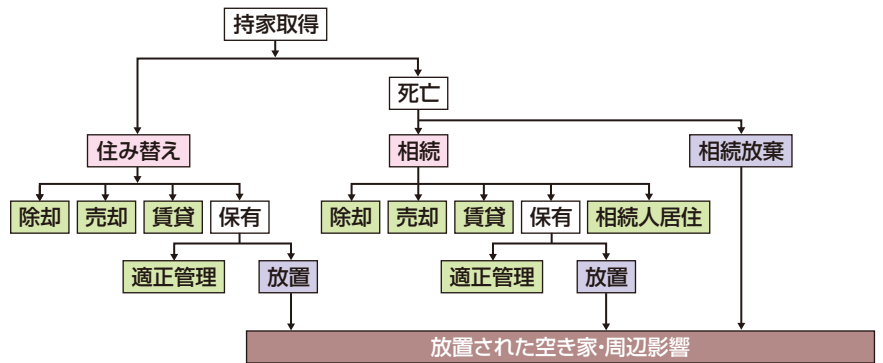 持家取得
死亡
住み替え
相続
相続放棄
除却
売却
賃貸
保有
除却
売却
賃貸
保有
相続人居住
適正管理
放置
適正管理
放置
放置された空き家・周辺影響